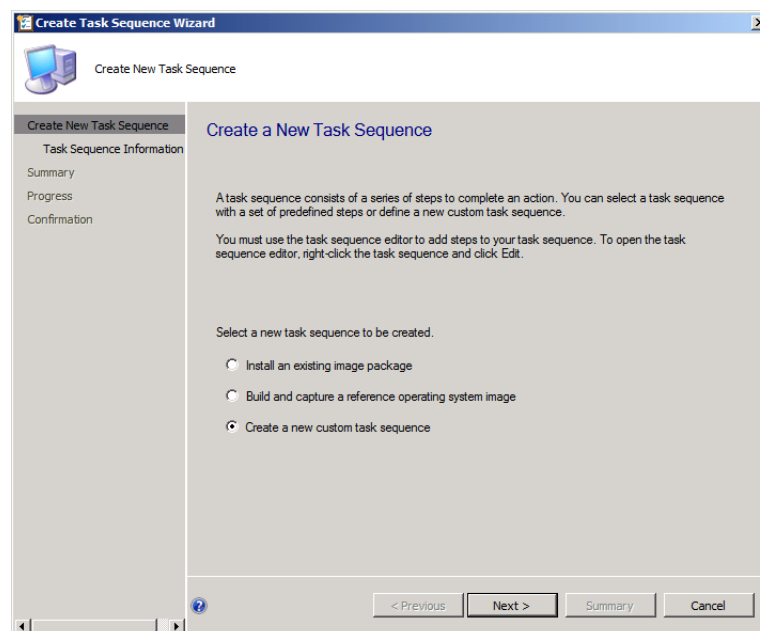 Create Task Sequence Wizard
Create New Task Sequence
Create New Task Sequence
Task Sequence Information
Summary
Progress
Confirmation
Create a New Task Sequence
A task sequence consists of a series of steps to complete an action. You can select a task sequence
with a set of predefined steps or define a new custom task sequence.
You must use the task sequence editor to add steps to your task sequence. To open the task
sequence editor, right-click the task sequence and click Edit.
Select a new task sequence to be created.
Install an existing image package
Build and capture a reference operating system image
Create a new custom task sequence
< Previous
Next >
Summary
Cancel